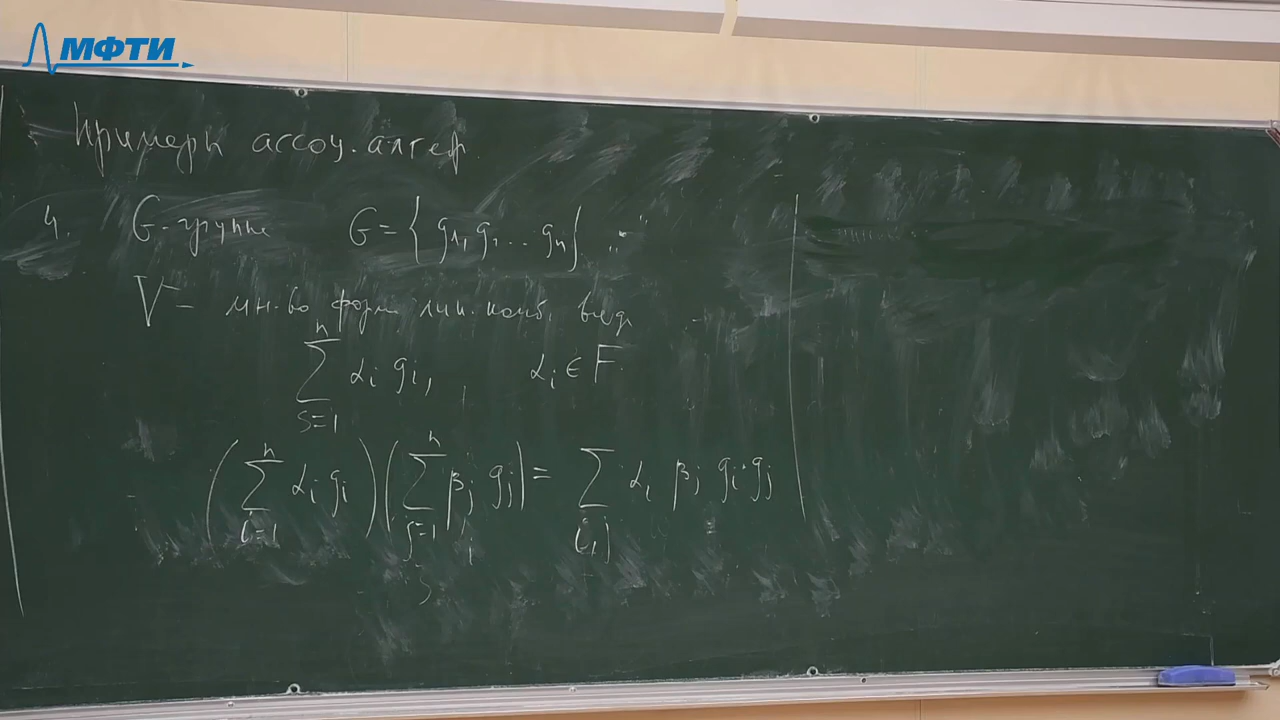 МФТИ
Примеры ассоц. алгебр.
4. G-группа G = {g₁, g₂ ... gₙ} "·"
V = мн.во форм. лин. комб. вида
n
∑ αᵢ gᵢ, αᵢ ∈ F.
s=1
n n
(∑ αᵢ gᵢ)(∑ βⱼ gⱼ) = ∑ αᵢ βⱼ gᵢ·gⱼ
i=1 j=1 i,j